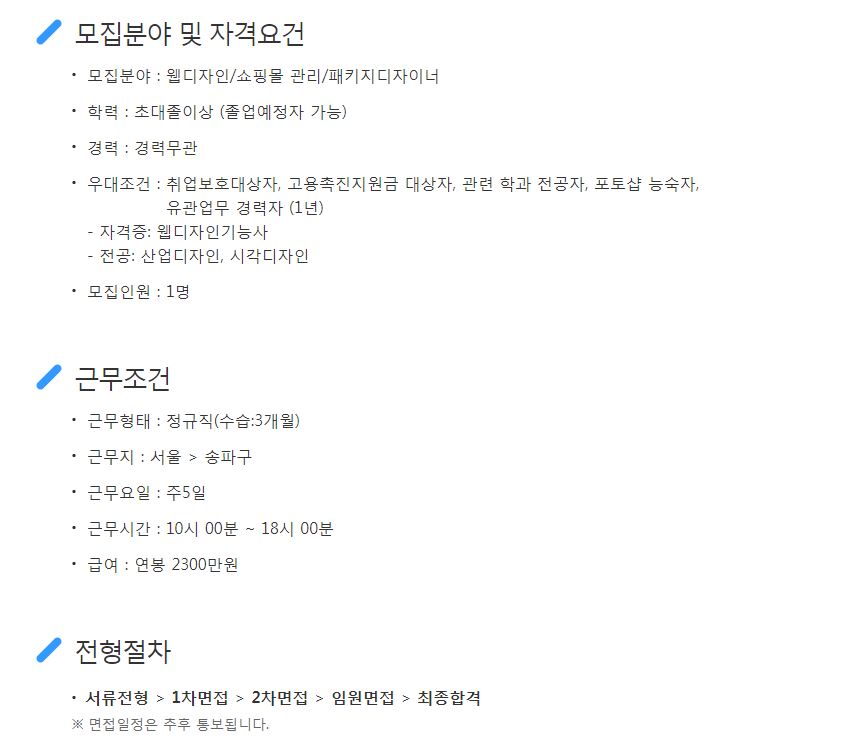 모집분야 및 자격요건
· 모집분야 : 웹디자인/쇼핑몰 관리/패키지디자이너
· 학력 : 초대졸이상 (졸업예정자 가능)
· 경력 : 경력무관
· 우대조건 : 취업보호대상자, 고용촉진지원금 대상자, 관련 학과 전공자, 포토샵 능숙자,
유관업무 경력자 (1년)
- 자격증: 웹디자인기능사
- 전공: 산업디자인, 시각디자인
· 모집인원 : 1명
근무조건
· 근무형태 : 정규직(수습:3개월)
· 근무지 : 서울 > 송파구
· 근무요일 : 주5일
· 근무시간 : 10시 00분 ~ 18시 00분
· 급여 : 연봉 2300만원
전형절차
· 서류전형 > 1차면접 > 2차면접 > 임원면접 > 최종합격
※ 면접일정은 추후 통보됩니다.